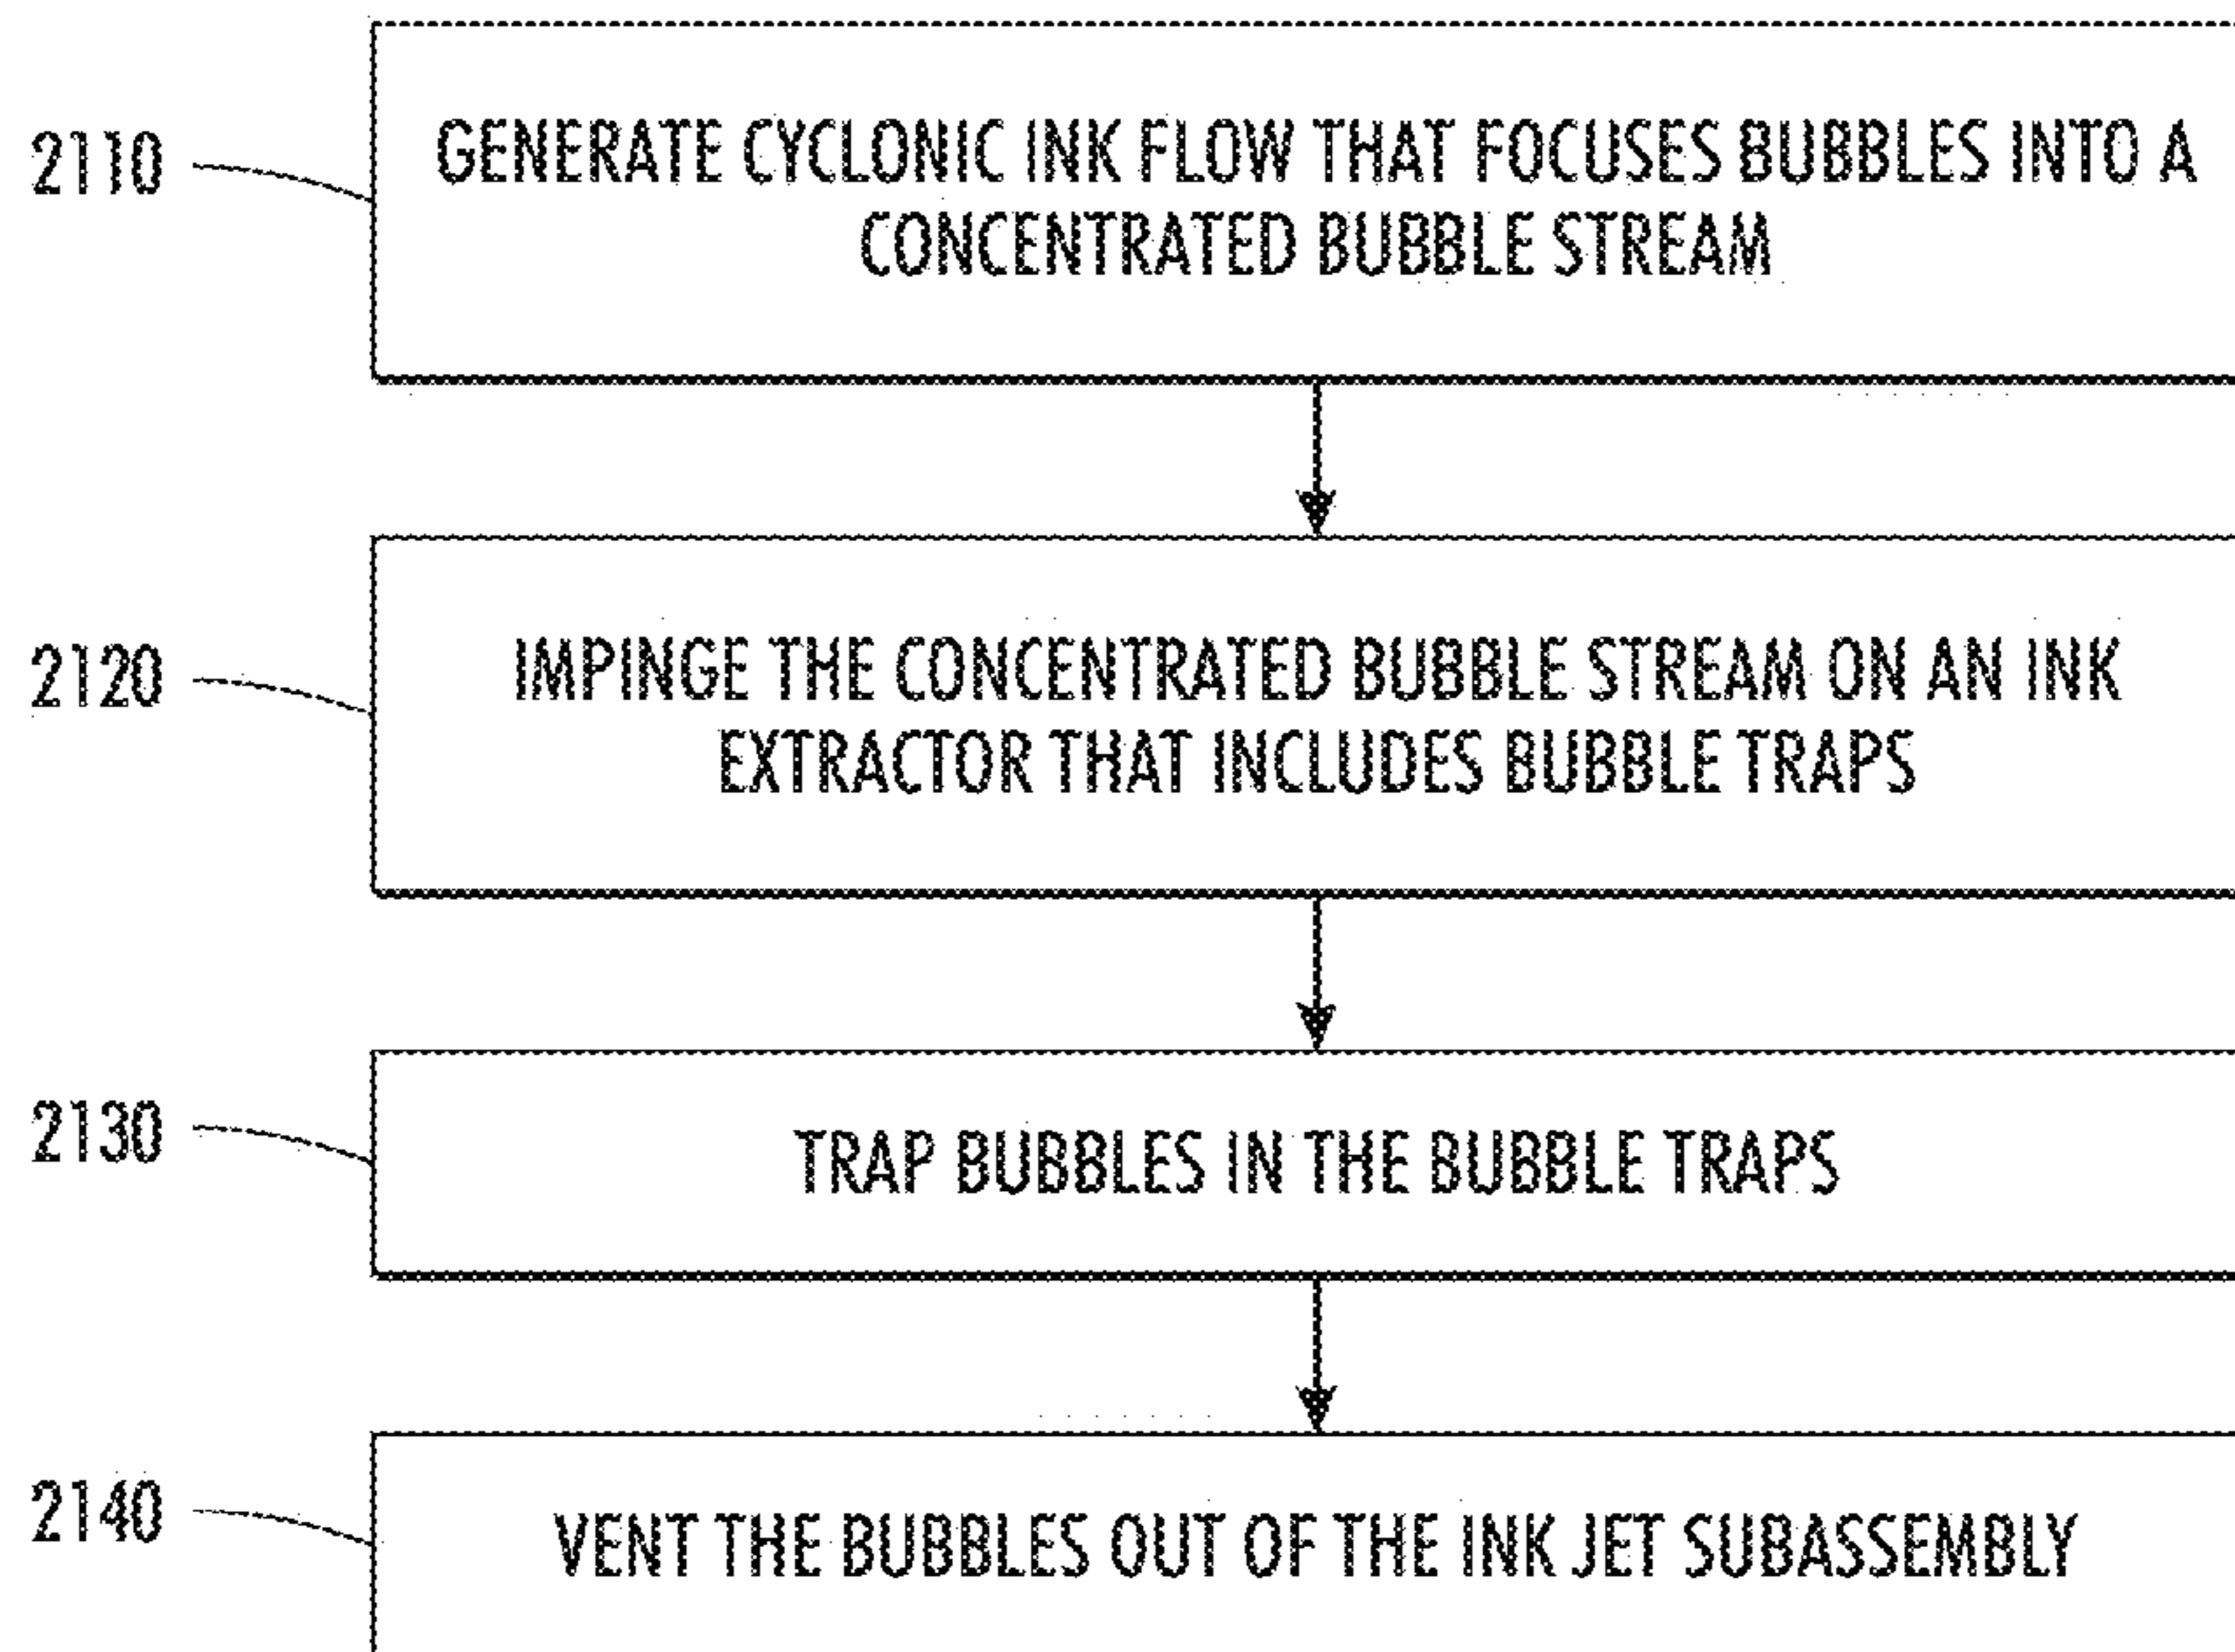 2110
GENERATE CYCLONIC INK FLOW THAT FOCUSES BUBBLES INTO A
CONCENTRATED BUBBLE STREAM
2120
IMPINGE THE CONCENTRATED BUBBLE STREAM ON AN INK
EXTRACTOR THAT INCLUDES BUBBLE TRAPS
2130
TRAP BUBBLES IN THE BUBBLE TRAPS
2140
VENT THE BUBBLES OUT OF THE INK JET SUBASSEMBLY